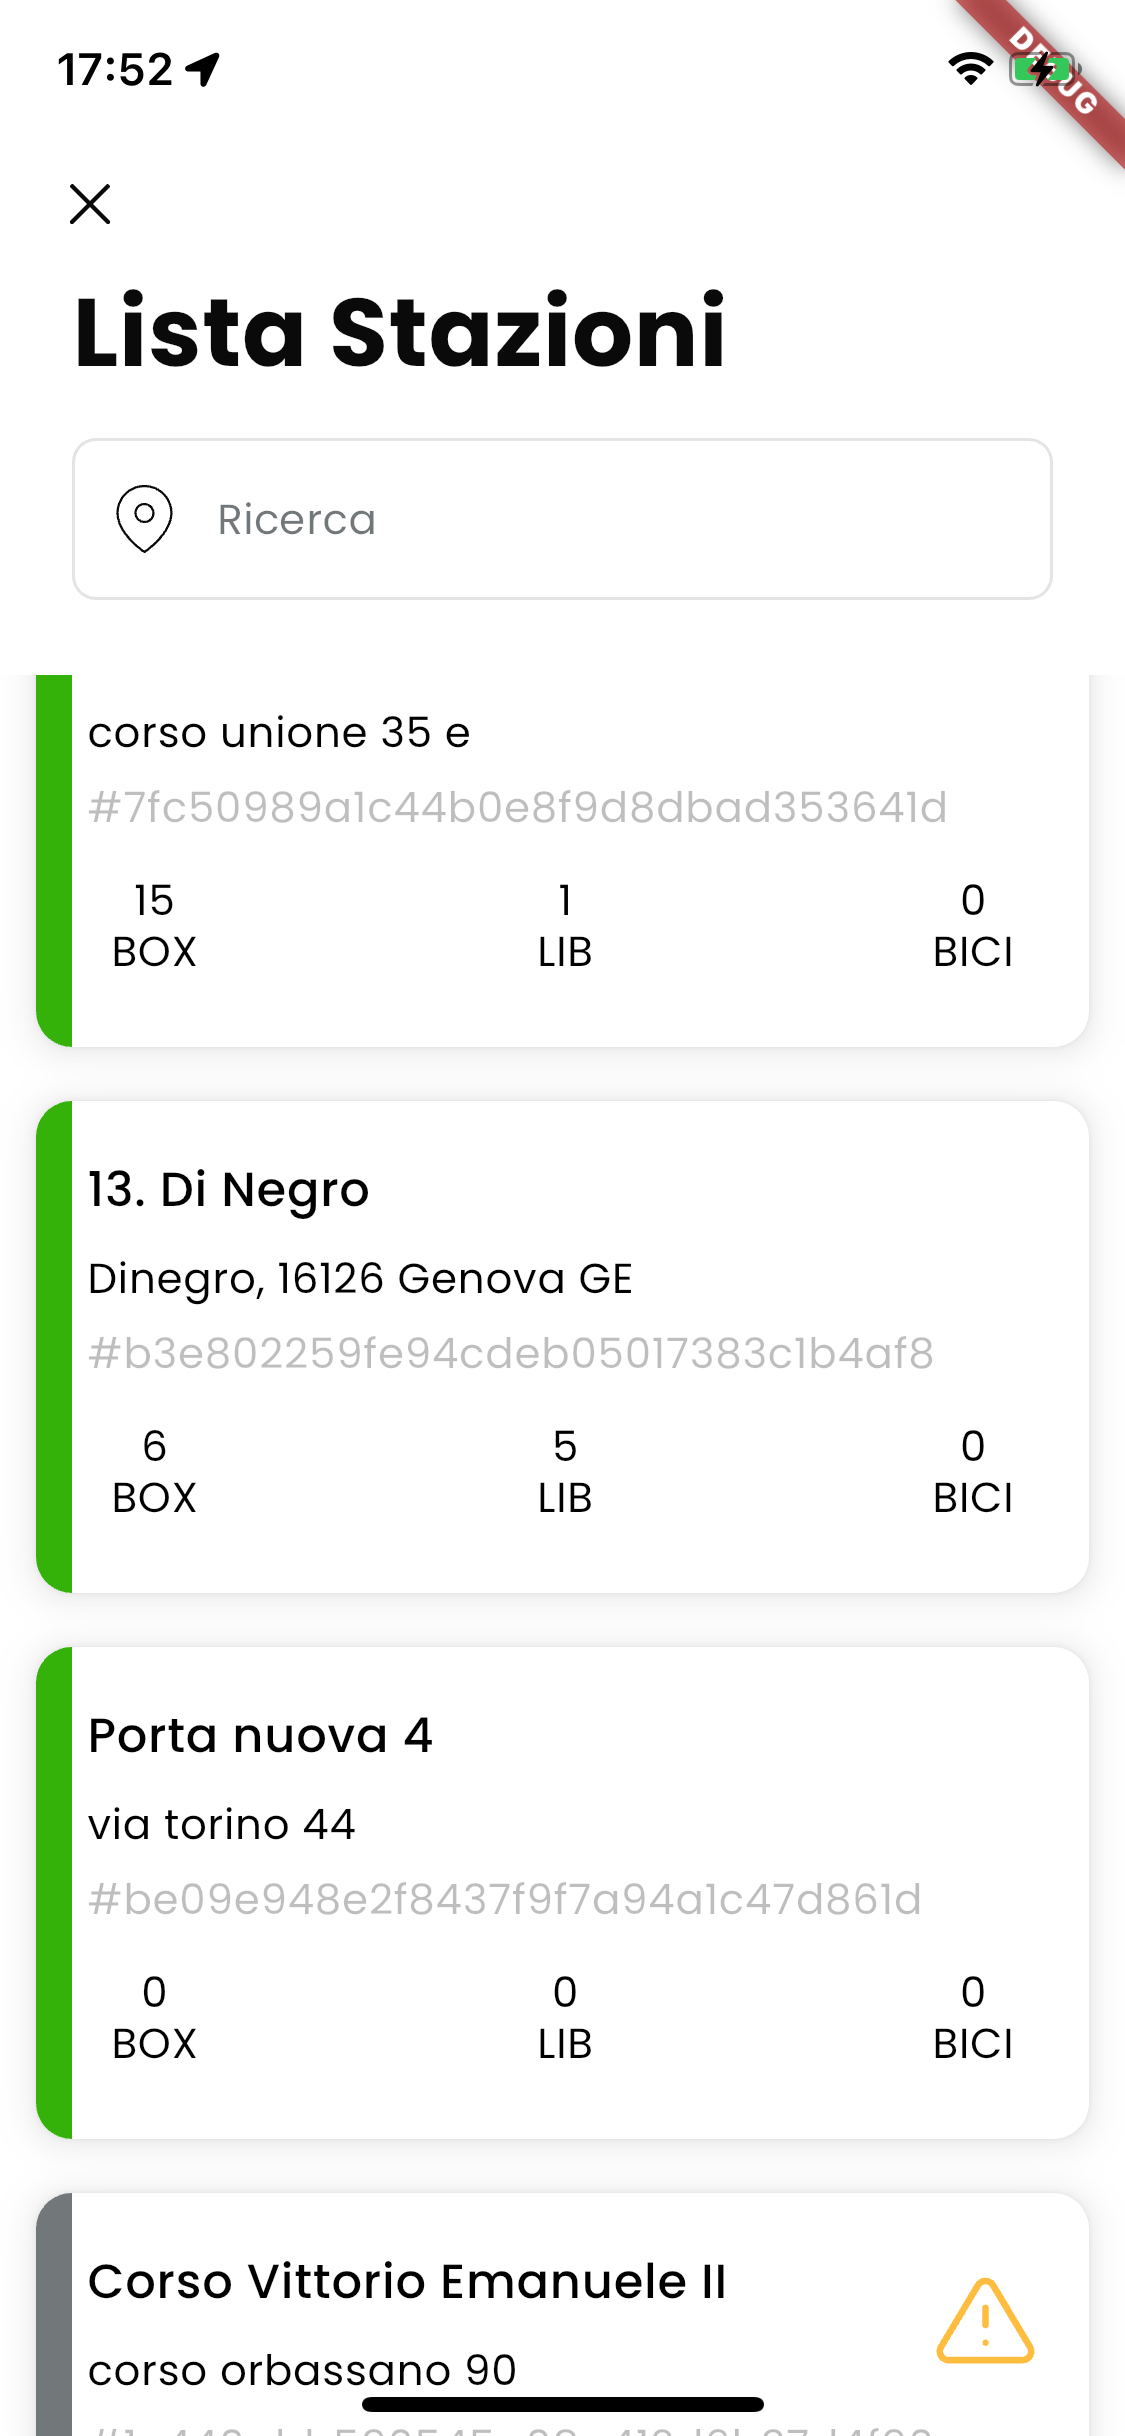 17:52
DEBUG
Lista Stazioni
Ricerca
corso unione 35 e
#7fc50989a1c44b0e8f9d8dbad353641d
15 1 0
BOX LIB BICI
13. Di Negro
Dinegro, 16126 Genova GE
#b3e802259fe94cdeb05017383c1b4af8
6 5 0
BOX LIB BICI
Porta nuova 4
via torino 44
#be09e948e2f8437f9f7a94a1c47d861d
0 0 0
BOX LIB BICI
Corso Vittorio Emanuele II
corso orbassano 90